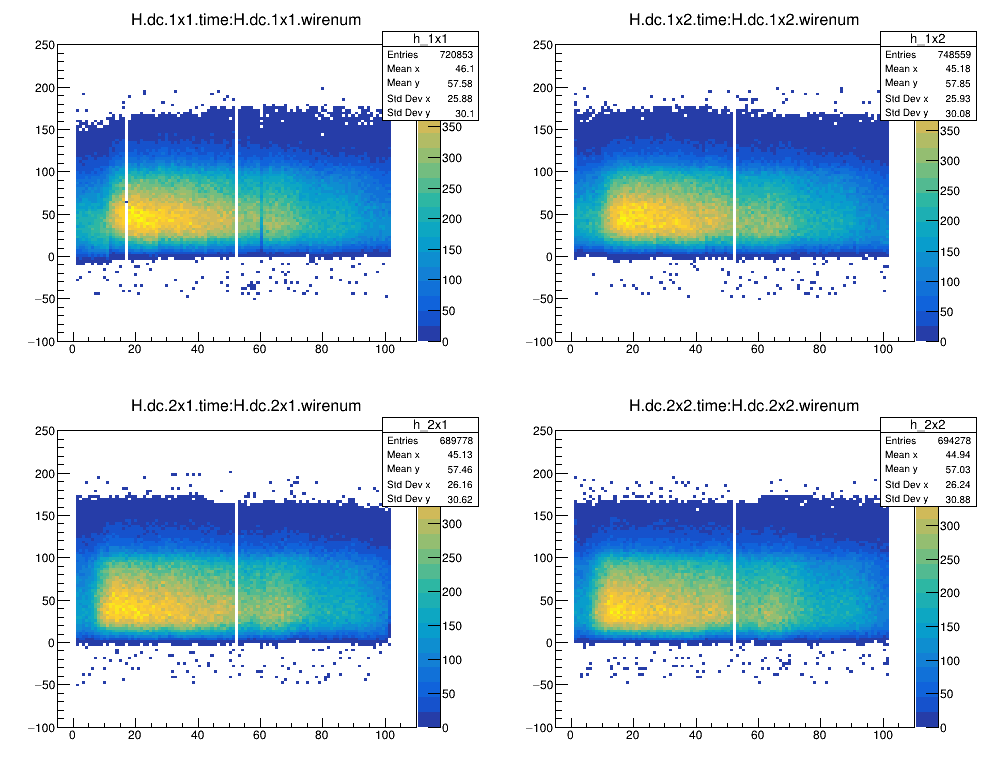 H.dc.1x1.time:H.dc.1x1.wirenum
h_1x1
Entries 720853
Mean x 46.1
Mean y 57.58
Std Dev x 25.88
Std Dev y 30.1
250
200
150
100
50
0
−50
−100
0 20 40 60 80 100
350
300
250
200
150
100
50
0
H.dc.1x2.time:H.dc.1x2.wirenum
h_1x2
Entries 748559
Mean x 45.18
Mean y 57.85
Std Dev x 25.93
Std Dev y 30.08
250
200
150
100
50
0
−50
−100
0 20 40 60 80 100
350
300
250
200
150
100
50
0
H.dc.2x1.time:H.dc.2x1.wirenum
h_2x1
Entries 689778
Mean x 45.13
Mean y 57.46
Std Dev x 26.16
Std Dev y 30.62
250
200
150
100
50
0
−50
−100
0 20 40 60 80 100
300
250
200
150
100
50
0
H.dc.2x2.time:H.dc.2x2.wirenum
h_2x2
Entries 694278
Mean x 44.94
Mean y 57.03
Std Dev x 26.24
Std Dev y 30.88
250
200
150
100
50
0
−50
−100
0 20 40 60 80 100
300
250
200
150
100
50
0